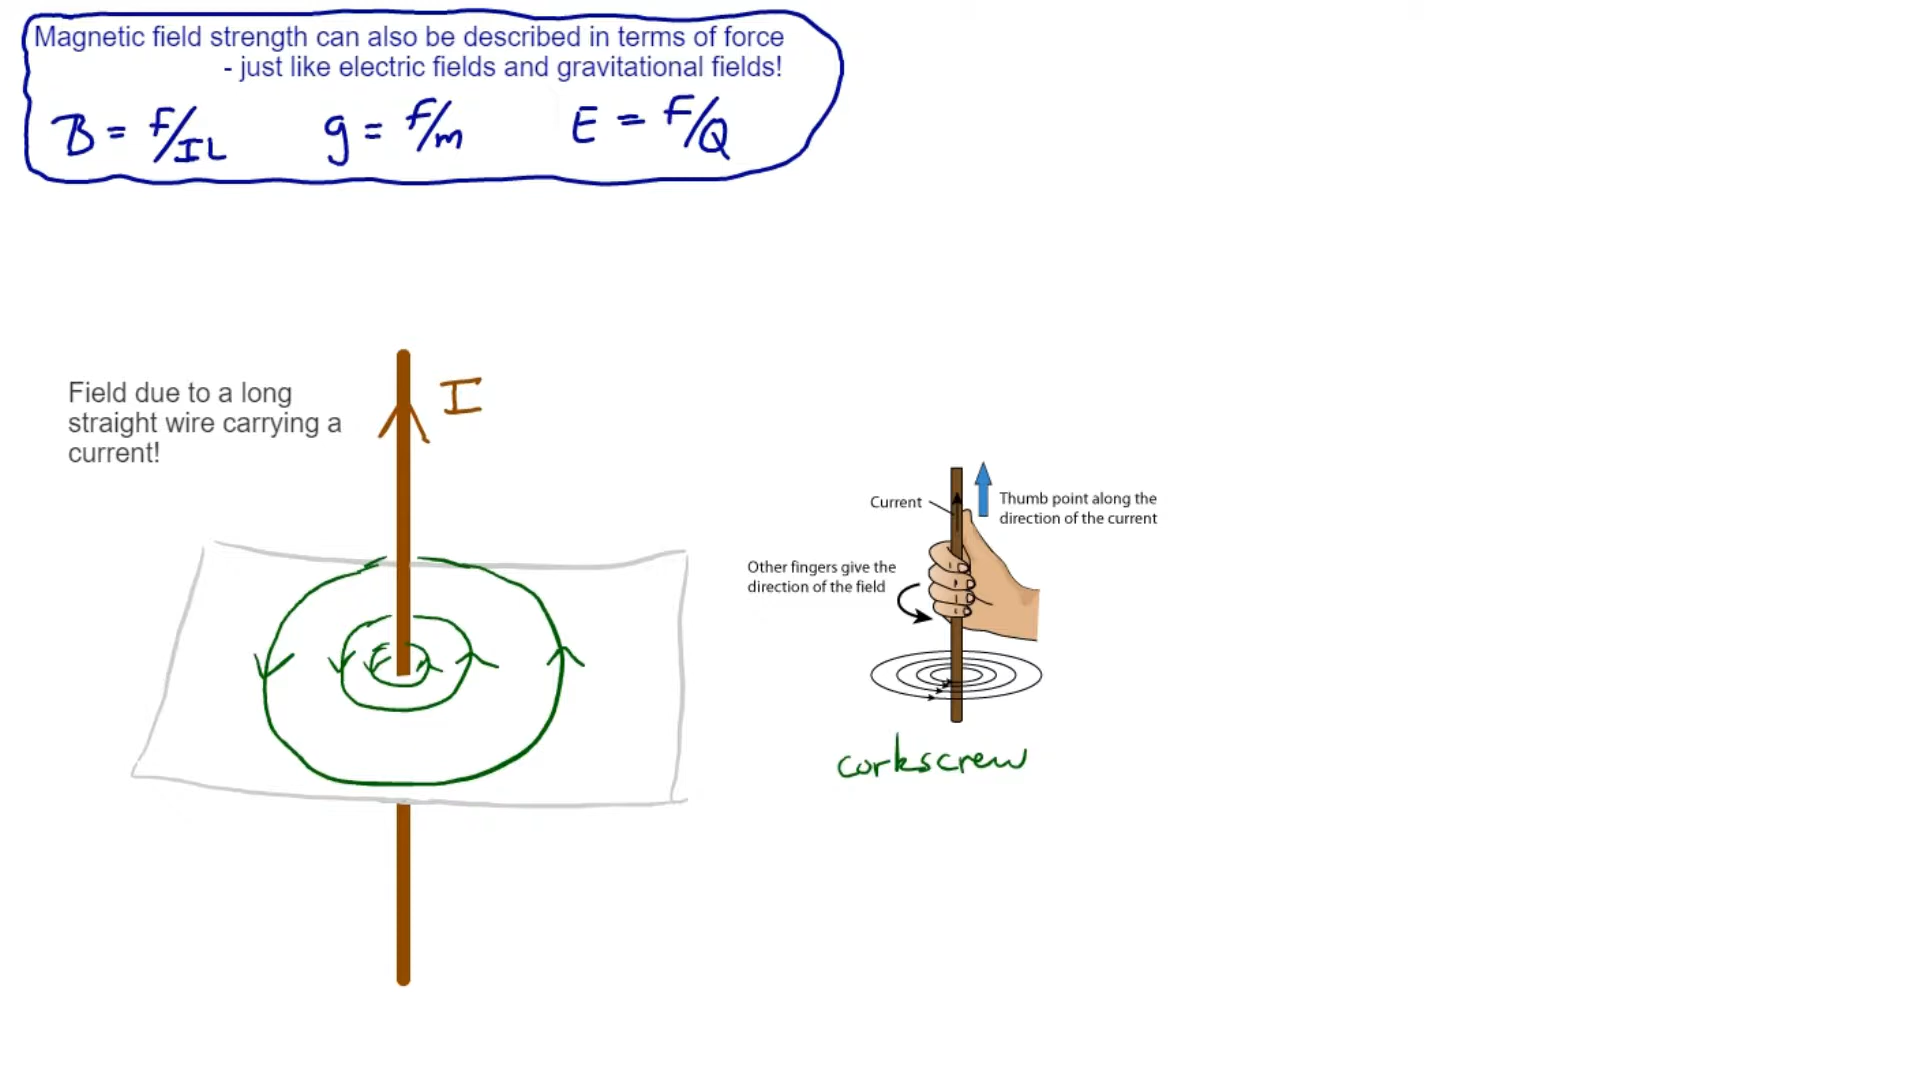 Magnetic field strength can also be described in terms of force
- just like electric fields and gravitational fields!
B = F/IL g = F/m E = F/Q
I
Field due to a long
straight wire carrying a
current!
Current
Thumb point along the
direction of the current
Other fingers give the
direction of the field
corkscrew